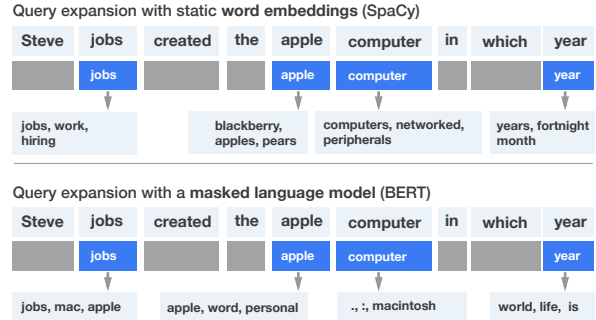 Query expansion with static word embeddings (SpaCy)
Steve jobs created the apple computer in which year
jobs apple computer year
jobs, work, hiring
blackberry, apples, pears
computers, networked, peripherals
years, fortnight month
Query expansion with a masked language model (BERT)
Steve jobs created the apple computer in which year
jobs apple computer year
jobs, mac, apple
apple, word, personal
., :, macintosh
world, life, is